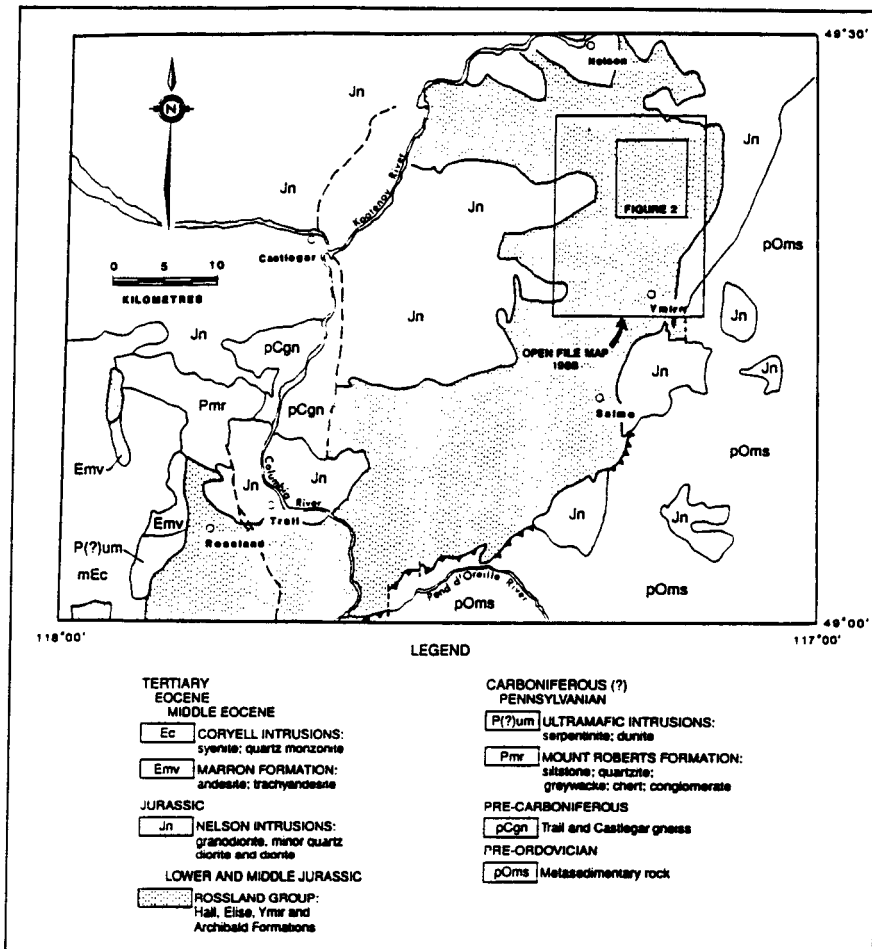 49°30'
Nelson
Jn
N
Jn
Jn
Kootenay River
Jn
Jn
FIGURE 2
pOms
Castlegar
0 5 10
KILOMETRES
Jn
Ymir
Jn
Jn
pCgn
OPEN FILE MAP
1988
Jn
Jn
Pmr
pCgn
Salmo
pOms
Emv
Jn
Jn
Columbia River
Jn
Jn
Emv
Trail
Rossland
P(?)um
mEc
Pend d'Oreille River
pOms
pOms
118°00'
117°00'
49°00'
LEGEND
TERTIARY
EOCENE
MIDDLE EOCENE
Ec CORYELL INTRUSIONS:
syenite; quartz monzonite
Emv MARRON FORMATION:
andesite; trachyandesite
JURASSIC
Jn NELSON INTRUSIONS:
granodiorite, minor quartz
diorite and diorite
LOWER AND MIDDLE JURASSIC
ROSSLAND GROUP:
Hall, Elise, Ymir and
Archibald Formations
CARBONIFEROUS (?)
PENNSYLVANIAN
P(?)um ULTRAMAFIC INTRUSIONS:
serpentinite; dunite
Pmr MOUNT ROBERTS FORMATION:
siltstone; quartzite;
greywacke; chert; conglomerate
PRE-CARBONIFEROUS
pCgn Trail and Castlegar gneiss
PRE-ORDOVICIAN
pOms Metasedimentary rock